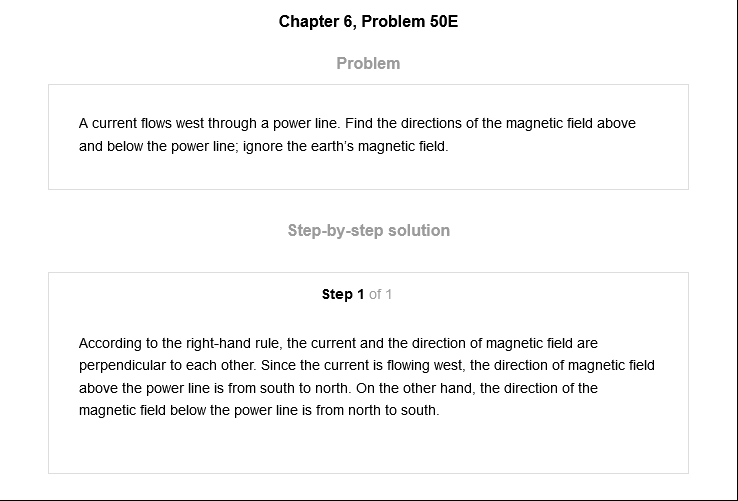 Chapter 6, Problem 50E
Problem
A current flows west through a power line. Find the directions of the magnetic field above
and below the power line; ignore the earth's magnetic field.
Step-by-step solution
Step 1 of 1
According to the right-hand rule, the current and the direction of magnetic field are
perpendicular to each other. Since the current is flowing west, the direction of magnetic field
above the power line is from south to north. On the other hand, the direction of the
magnetic field below the power line is from north to south.